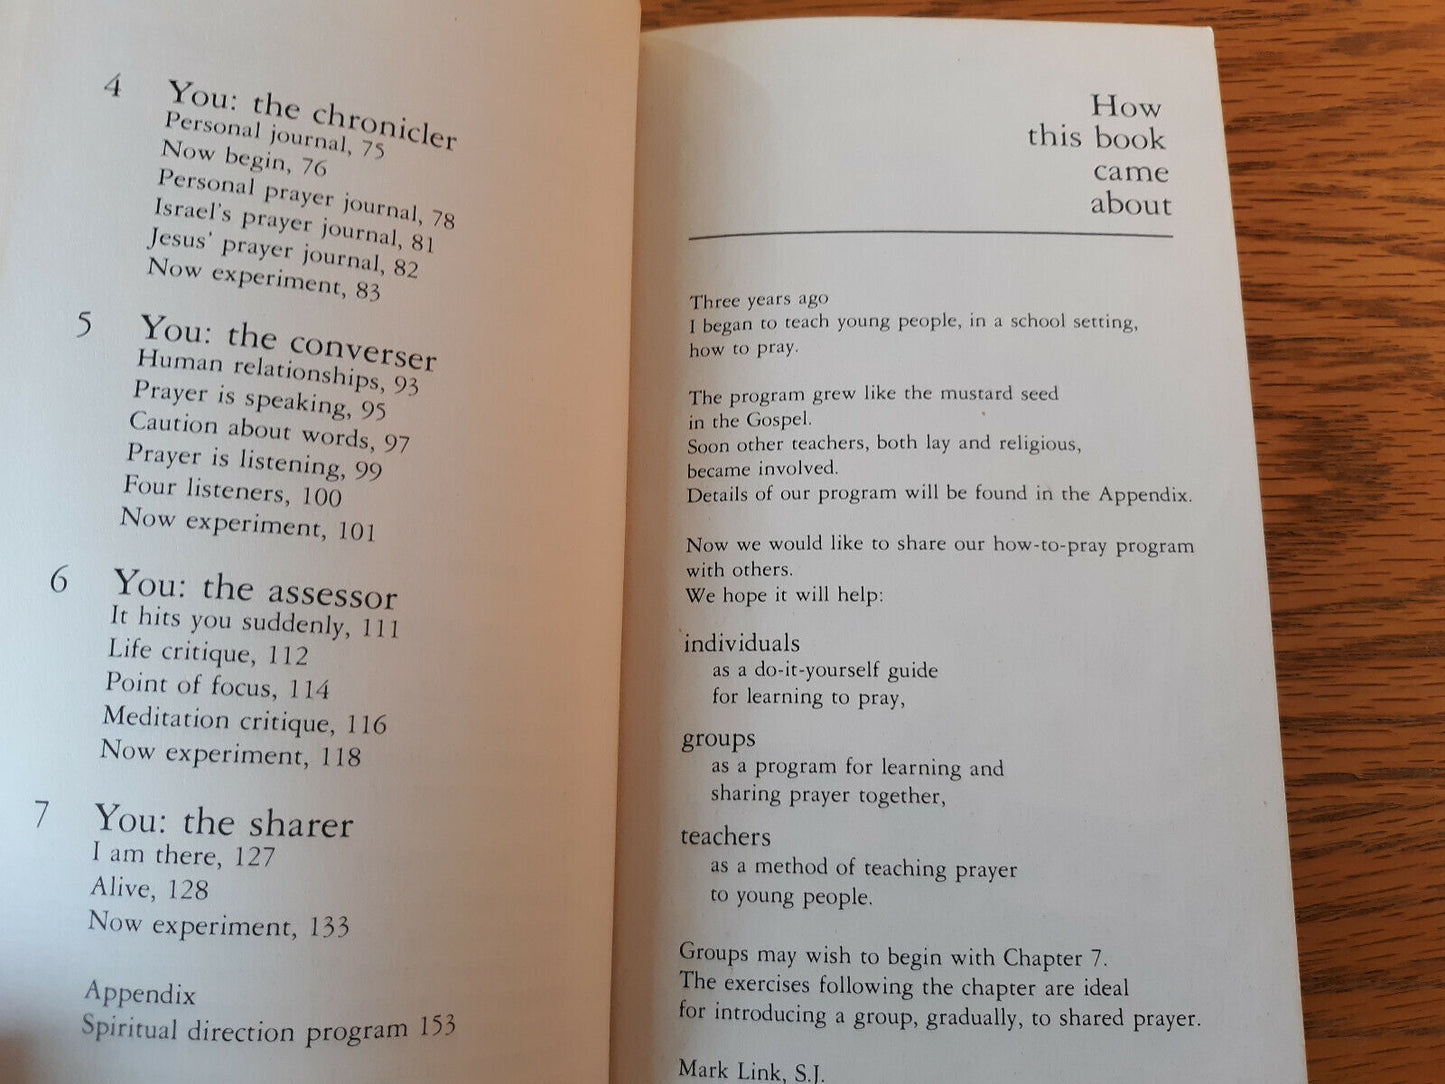 4 You: the chronicler
Personal journal, 75
Now begin, 76
Personal prayer journal, 78
Israel's prayer journal, 81
Jesus' prayer journal, 82
Now experiment, 83
5 You: the converser
Human relationships, 93
Prayer is speaking, 95
Caution about words, 97
Prayer is listening, 99
Four listeners, 100
Now experiment, 101
6 You: the assessor
It hits you suddenly, 111
Life critique, 112
Point of focus, 114
Meditation critique, 116
Now experiment, 118
7 You: the sharer
I am there, 127
Alive, 128
Now experiment, 133
Appendix
Spiritual direction program 153
How
this book
came
about
Three years ago
I began to teach young people, in a school setting,
how to pray.
The program grew like the mustard seed
in the Gospel.
Soon other teachers, both lay and religious,
became involved.
Details of our program will be found in the Appendix.
Now we would like to share our how-to-pray program
with others.
We hope it will help:
individuals
as a do-it-yourself guide
for learning to pray,
groups
as a program for learning and
sharing prayer together,
teachers
as a method of teaching prayer
to young people.
Groups may wish to begin with Chapter 7.
The exercises following the chapter are ideal
for introducing a group, gradually, to shared prayer.
Mark Link, S.J.